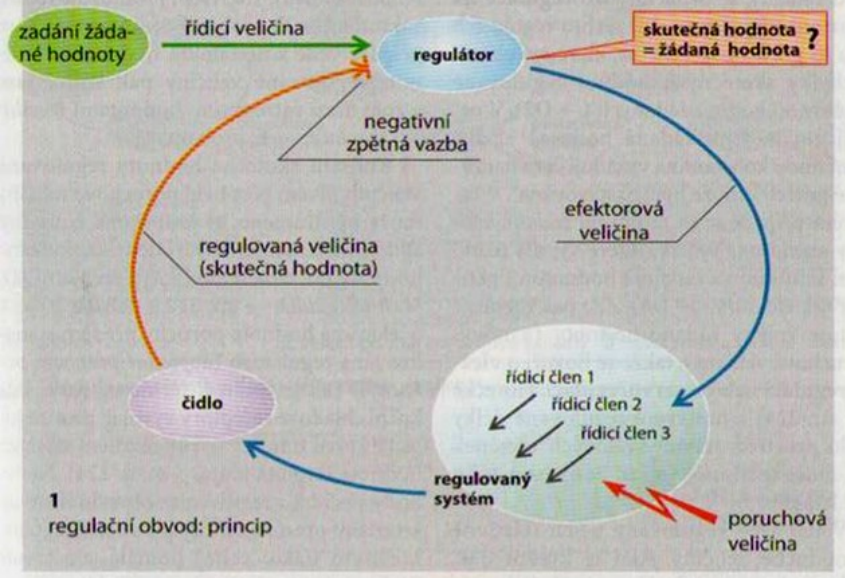 zadání žáda-
né hodnoty
řídicí veličina
regulátor
skutečná hodnota
= žádaná hodnota ?
negativní
zpětná vazba
efektorová
veličina
regulovaná veličina
(skutečná hodnota)
čidlo
řídicí člen 1
řídicí člen 2
řídicí člen 3
regulovaný
systém
poruchová
veličina
1
regulační obvod: princip